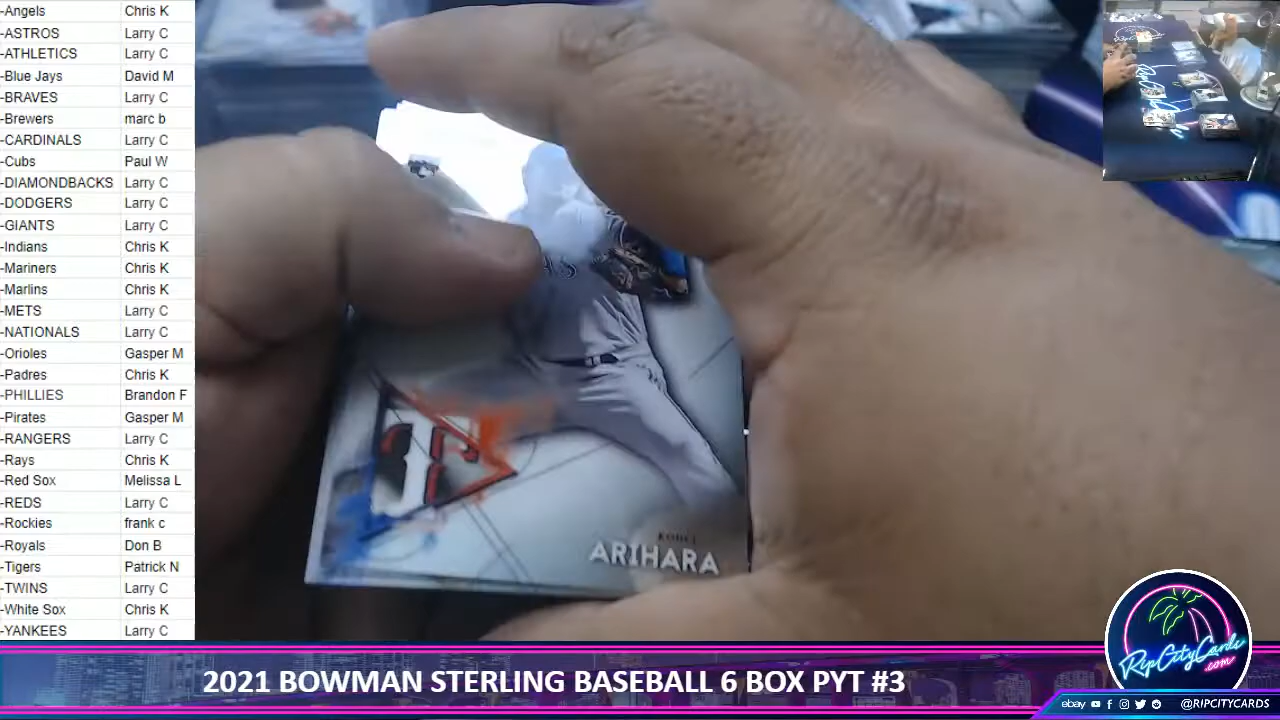 -Angels Chris K
-ASTROS Larry C
-ATHLETICS Larry C
-Blue Jays David M
-BRAVES Larry C
-Brewers marc b
-CARDINALS Larry C
-Cubs Paul W
-DIAMONDBACKS Larry C
-DODGERS Larry C
-GIANTS Larry C
-Indians Chris K
-Mariners Chris K
-Marlins Chris K
-METS Larry C
-NATIONALS Larry C
-Orioles Gasper M
-Padres Chris K
-PHILLIES Brandon F
-Pirates Gasper M
-RANGERS Larry C
-Rays Chris K
-Red Sox Melissa L
-REDS Larry C
-Rockies frank c
-Royals Don B
-Tigers Patrick N
-TWINS Larry C
-White Sox Chris K
-YANKEES Larry C
T
ARIHARA
RipCityCards
.com
2021 BOWMAN STERLING BASEBALL 6 BOX PYT #3
ebay @RIPCITYCARDS